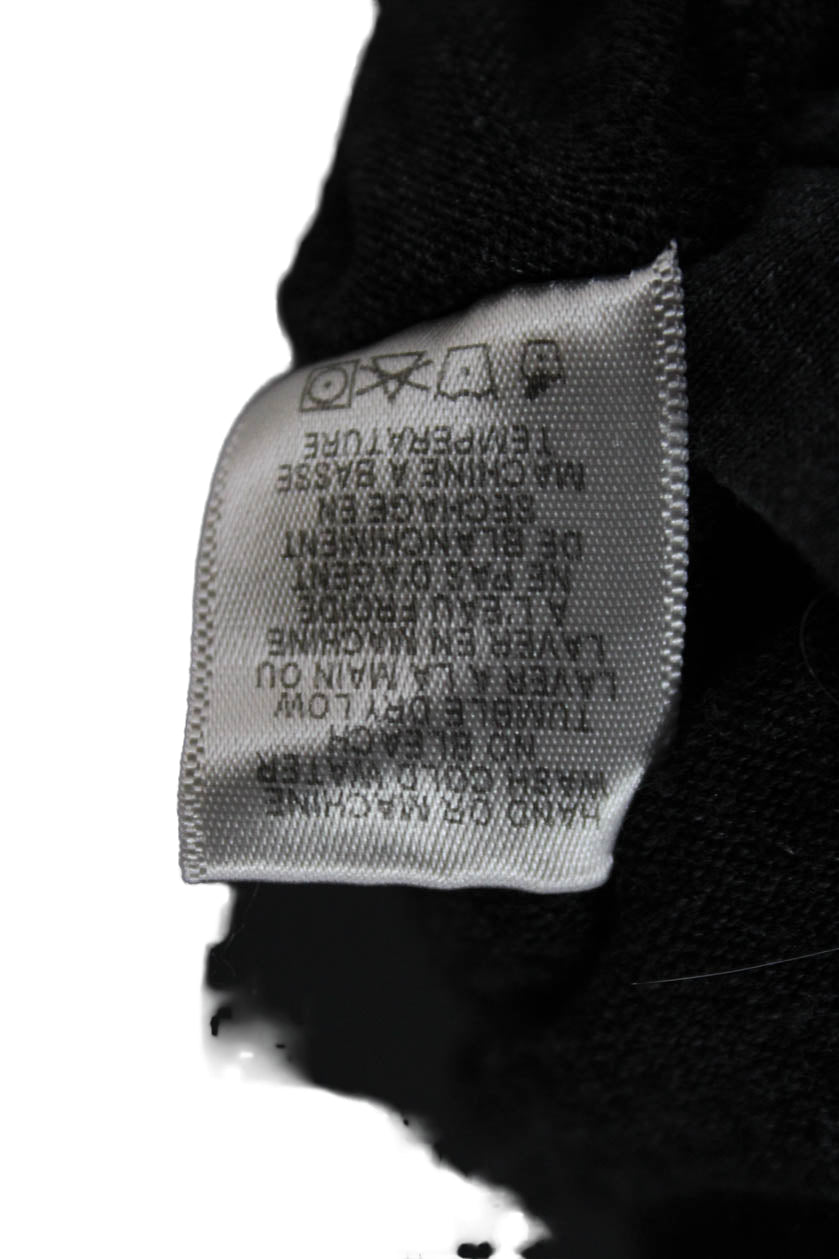 HAND OR MACHINE
WASH COLD WATER
NO BLEACH
TUMBLE DRY LOW
LAVER A LA MAIN OU
LAVER EN MACHINE
A L'EAU FROIDE
NE PAS D'AGENT
DE BLANCHIMENT
SECHAGE EN
MACHINE A BASSE
TEMPERATURE